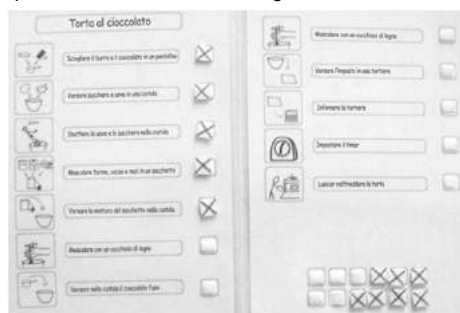 Torta al cioccolato
Sciogliere il burro e il cioccolato in un pentolino
Versare zucchero e uova in una ciotola
Sbattere le uova e lo zucchero nella ciotola
Mescolare farina, cacao e noci in un sacchetto
Versare la mistura del sacchetto nella ciotola
Mescolare con un cucchiaio di legno
Versare nella ciotola il cioccolato fuso
Mescolare con un cucchiaio di legno
Versare l'impasto in una tortiera
Infornare la tortiera
Impostare il timer
Lasciar raffreddare la torta